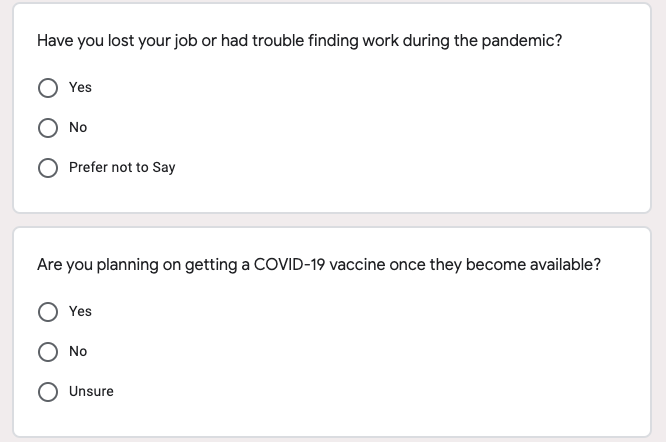 Have you lost your job or had trouble finding work during the pandemic?
Yes
No
Prefer not to Say
Are you planning on getting a COVID-19 vaccine once they become available?
Yes
No
Unsure